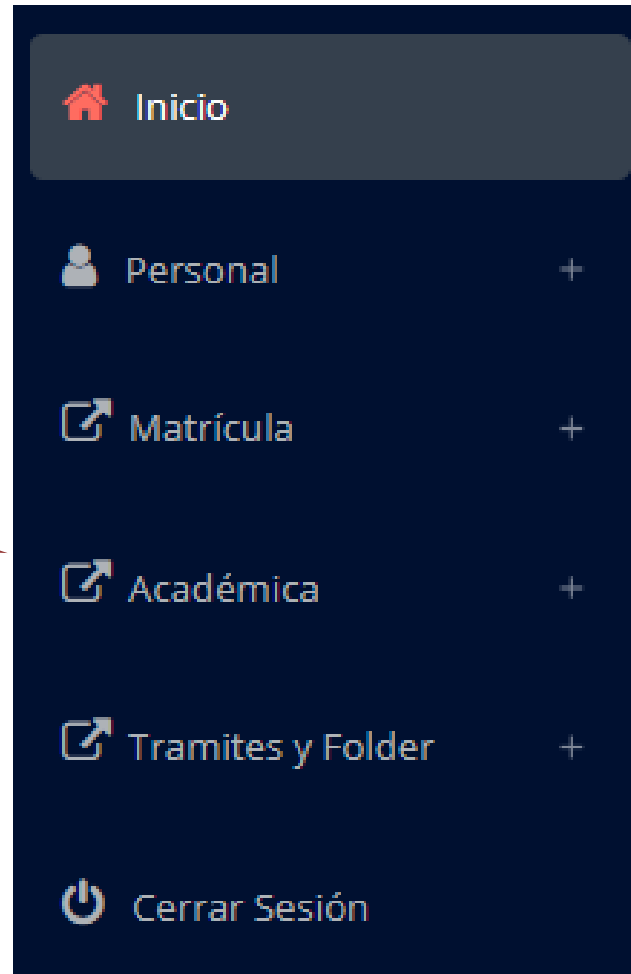 Inicio
Personal +
Matrícula +
Académica +
Tramites y Folder +
Cerrar Sesión